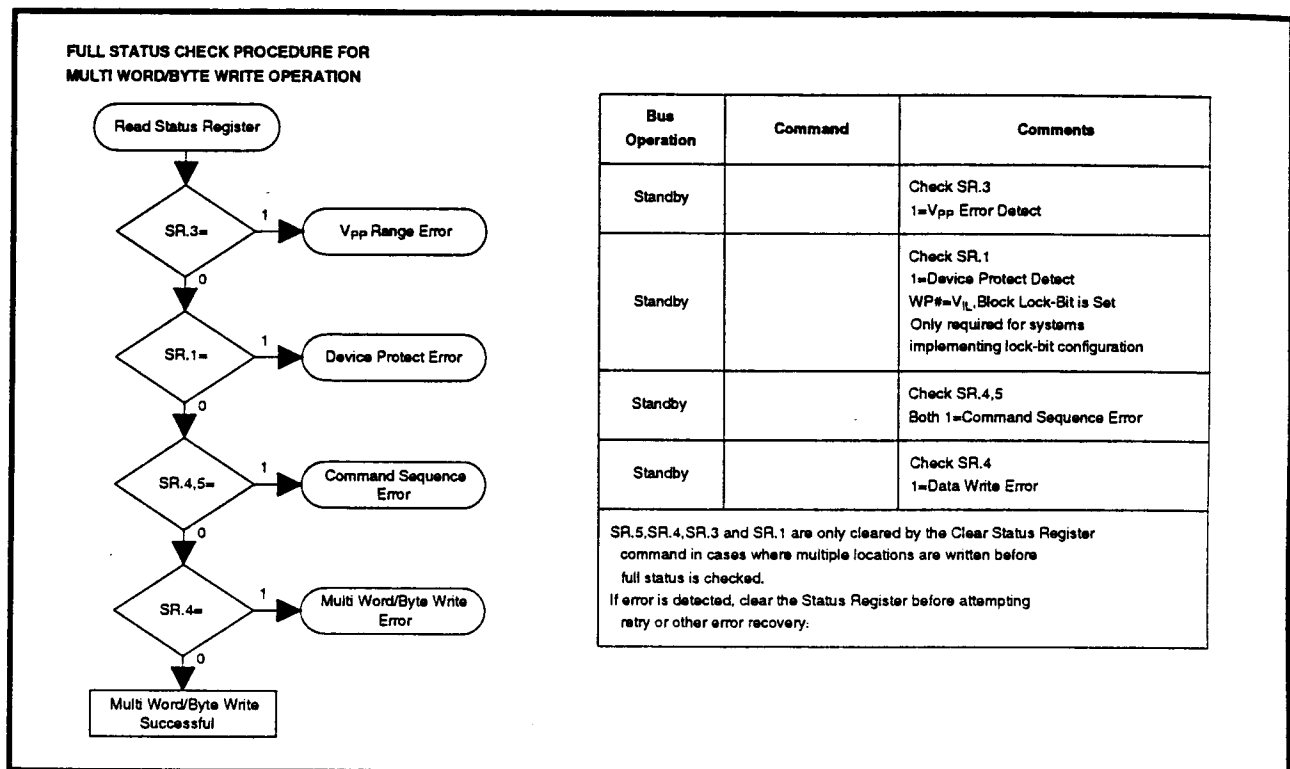 FULL STATUS CHECK PROCEDURE FOR
MULTI WORD/BYTE WRITE OPERATION
Read Status Register
SR.3=
1
VPP Range Error
0
SR.1=
1
Device Protect Error
0
SR.4,5=
1
Command Sequence
Error
0
SR.4=
1
Multi Word/Byte Write
Error
0
Multi Word/Byte Write
Successful
Bus
Operation
Command
Comments
Standby
Check SR.3
1=VPP Error Detect
Standby
Check SR.1
1=Device Protect Detect
WP#=VIL,Block Lock-Bit is Set
Only required for systems
implementing lock-bit configuration
Standby
Check SR.4,5
Both 1=Command Sequence Error
Standby
Check SR.4
1=Data Write Error
SR.5,SR.4,SR.3 and SR.1 are only cleared by the Clear Status Register
command in cases where multiple locations are written before
full status is checked.
If error is detected, clear the Status Register before attempting
retry or other error recovery.